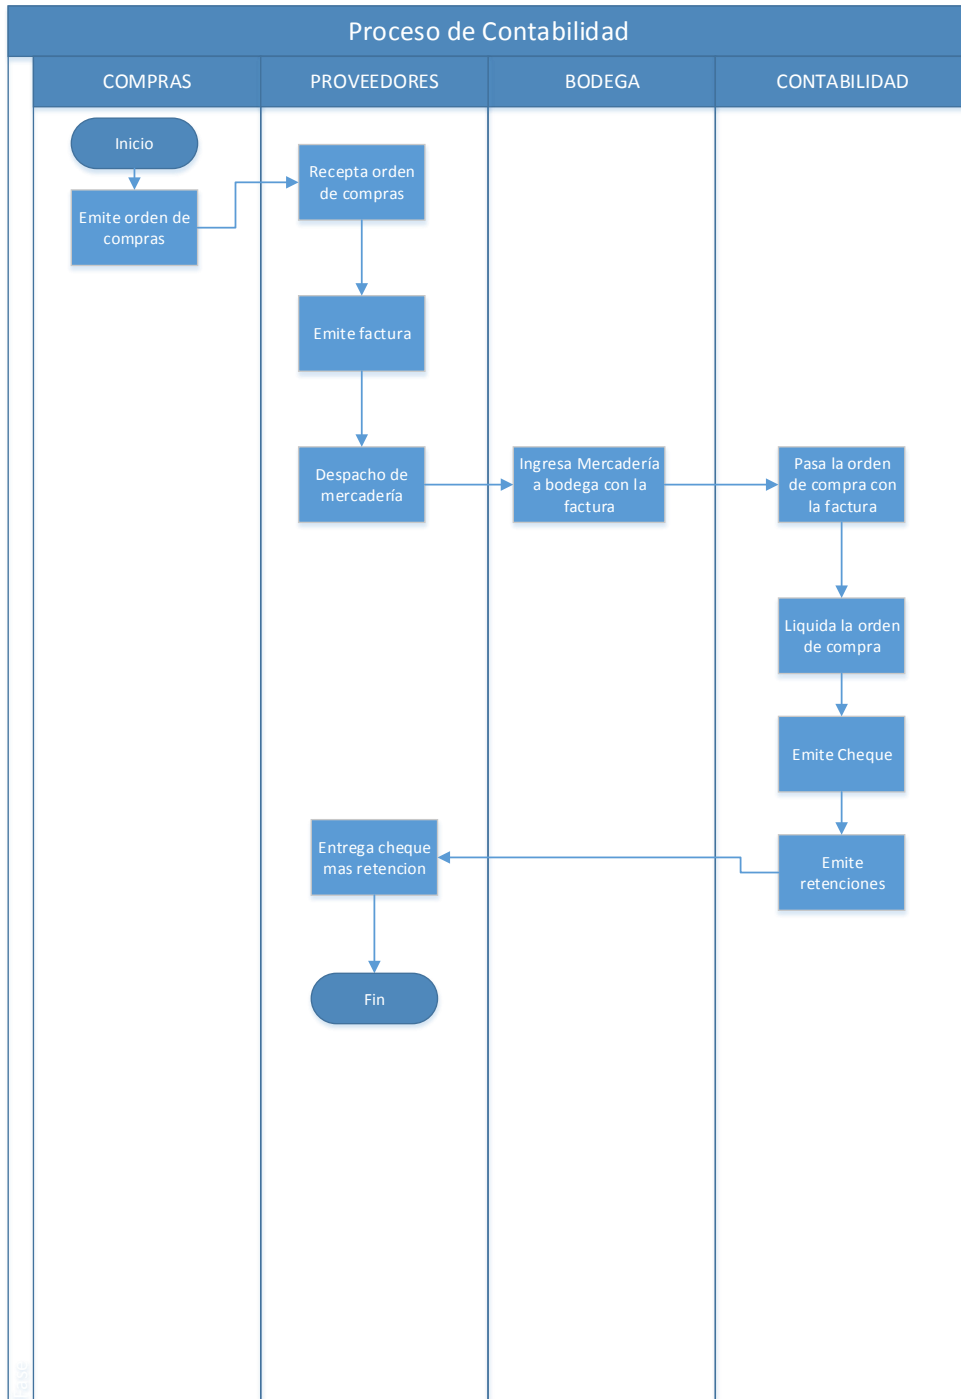 Proceso de Contabilidad
COMPRAS
PROVEEDORES
BODEGA
CONTABILIDAD
Inicio
Emite orden de
compras
Recepta orden
de compras
Emite factura
Despacho de
mercadería
Ingresa Mercadería
a bodega con la
factura
Pasa la orden
de compra con
la factura
Liquida la orden
de compra
Emite Cheque
Emite
retenciones
Entrega cheque
mas retencion
Fin
Fase